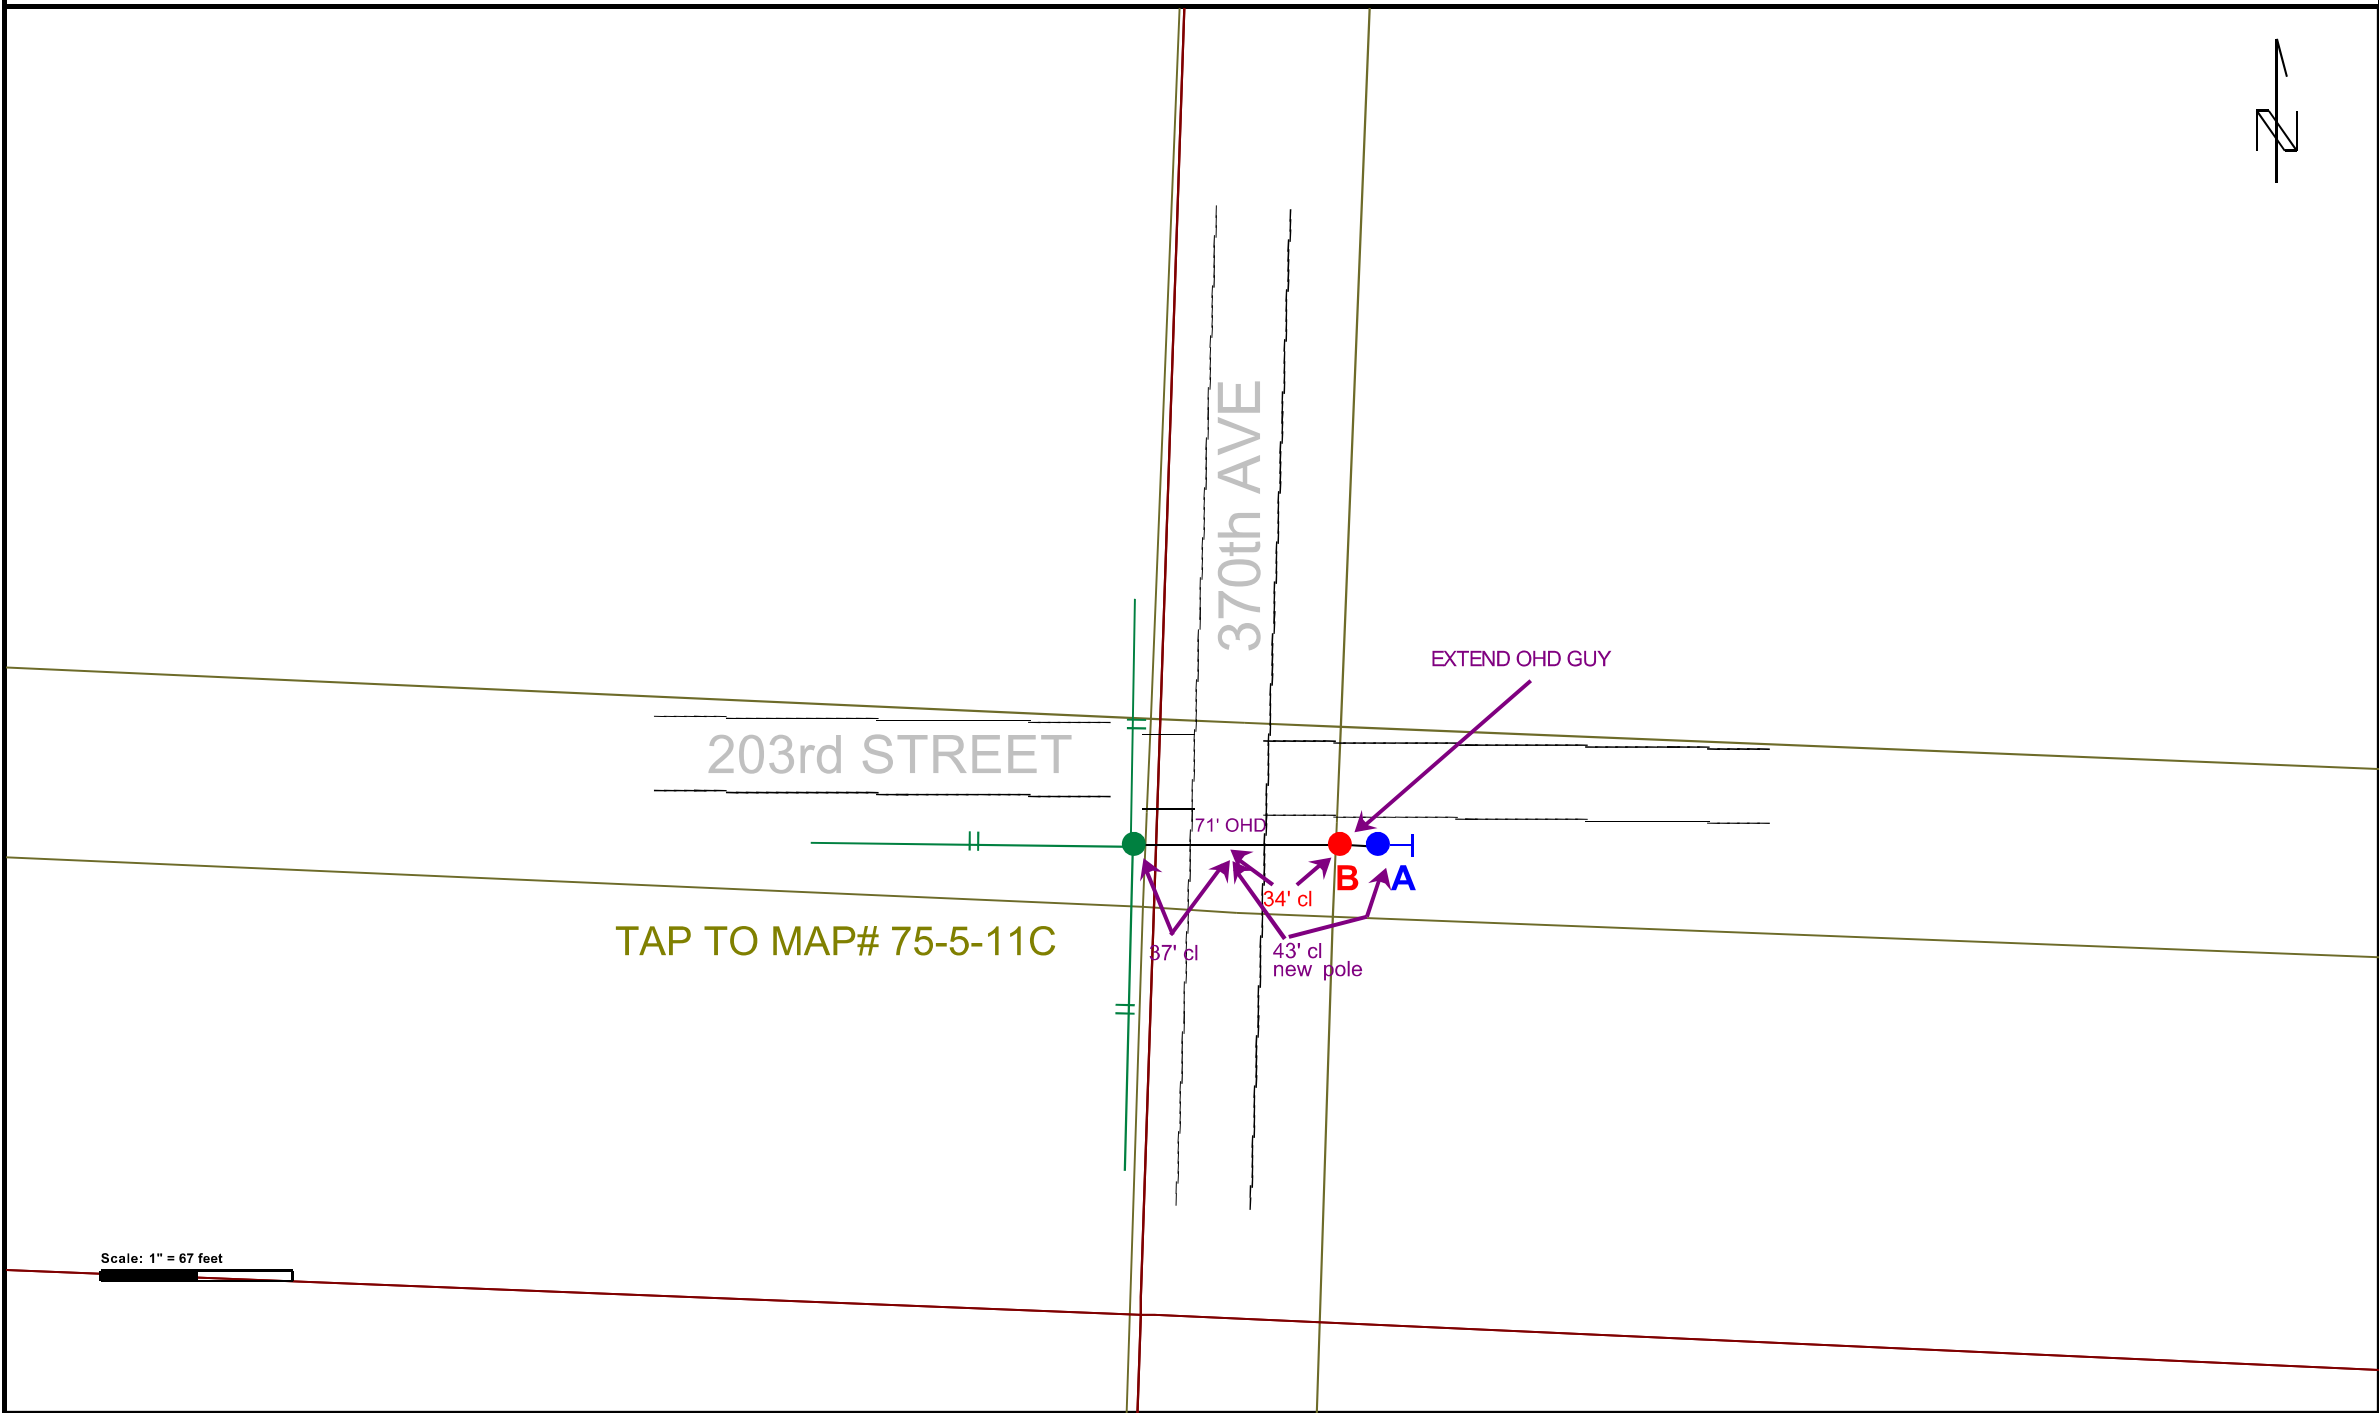 N
370th AVE
EXTEND OHD GUY
203rd STREET
71' OHD
B
A
34' cl
TAP TO MAP# 75-5-11C
37' cl
43' cl
new pole
Scale: 1" = 67 feet